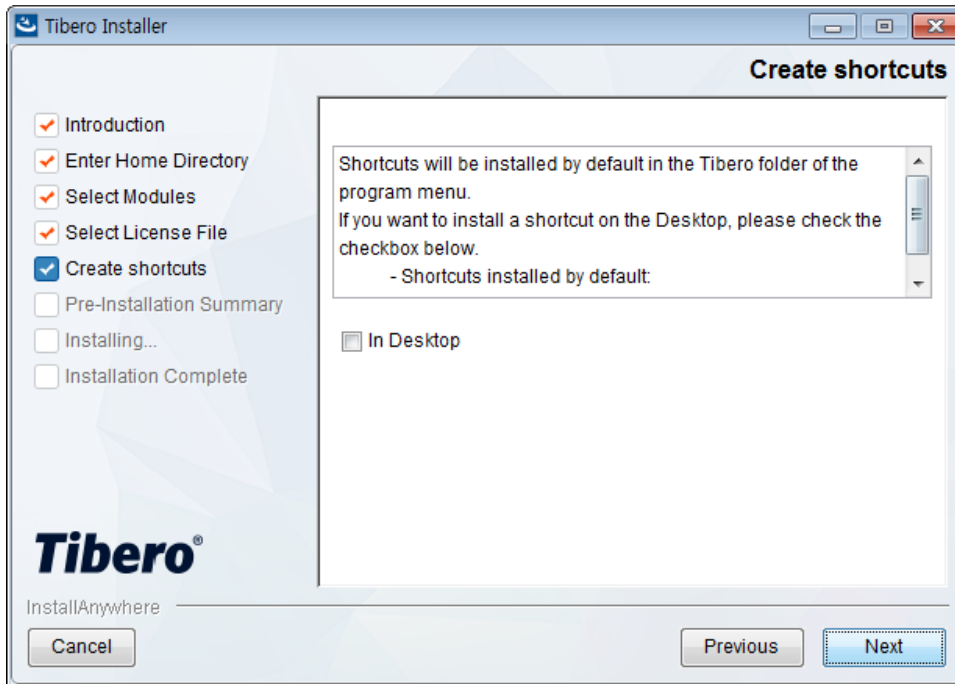 Tibero Installer
Create shortcuts
Introduction
Enter Home Directory
Select Modules
Select License File
Create shortcuts
Pre-Installation Summary
Installing...
Installation Complete
Shortcuts will be installed by default in the Tibero folder of the
program menu.
If you want to install a shortcut on the Desktop, please check the
checkbox below.
- Shortcuts installed by default:
In Desktop
Tibero®
InstallAnywhere
Cancel
Previous
Next